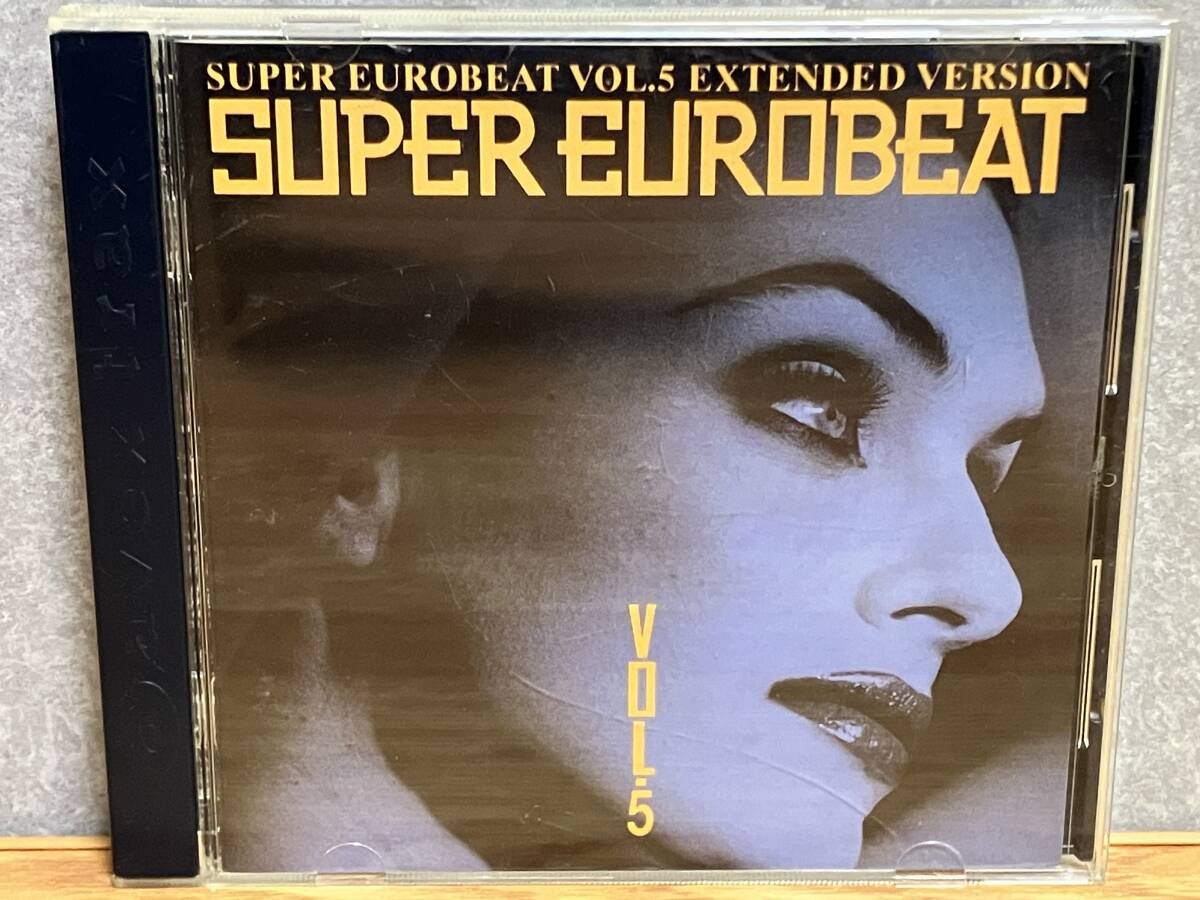 SUPER EUROBEAT VOL.5 EXTENDED VERSION
SUPER EUROBEAT
VOL.5